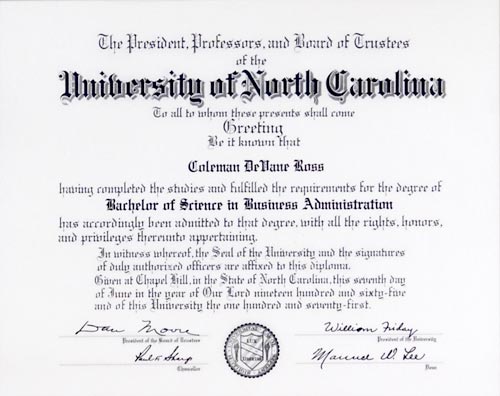 The President, Professors, and Board of Trustees
of the
University of North Carolina
To all to whom these presents shall come
Greeting
Be it known that
Coleman DeVane Ross
having completed the studies and fulfilled the requirements for the degree of
Bachelor of Science in Business Administration
has accordingly been admitted to that degree, with all the rights, honors,
and privileges thereunto appertaining.
In witness whereof, the Seal of the University and the signatures
of duly authorized officers are affixed to this diploma.
Given at Chapel Hill, in the State of North Carolina, this seventh day
of June in the year of Our Lord nineteen hundred and sixty-five
and of this University the one hundred and seventy-first.
Dan Moore
President of the Board of Trustees
William Friday
President of the University
Chancellor
Dean